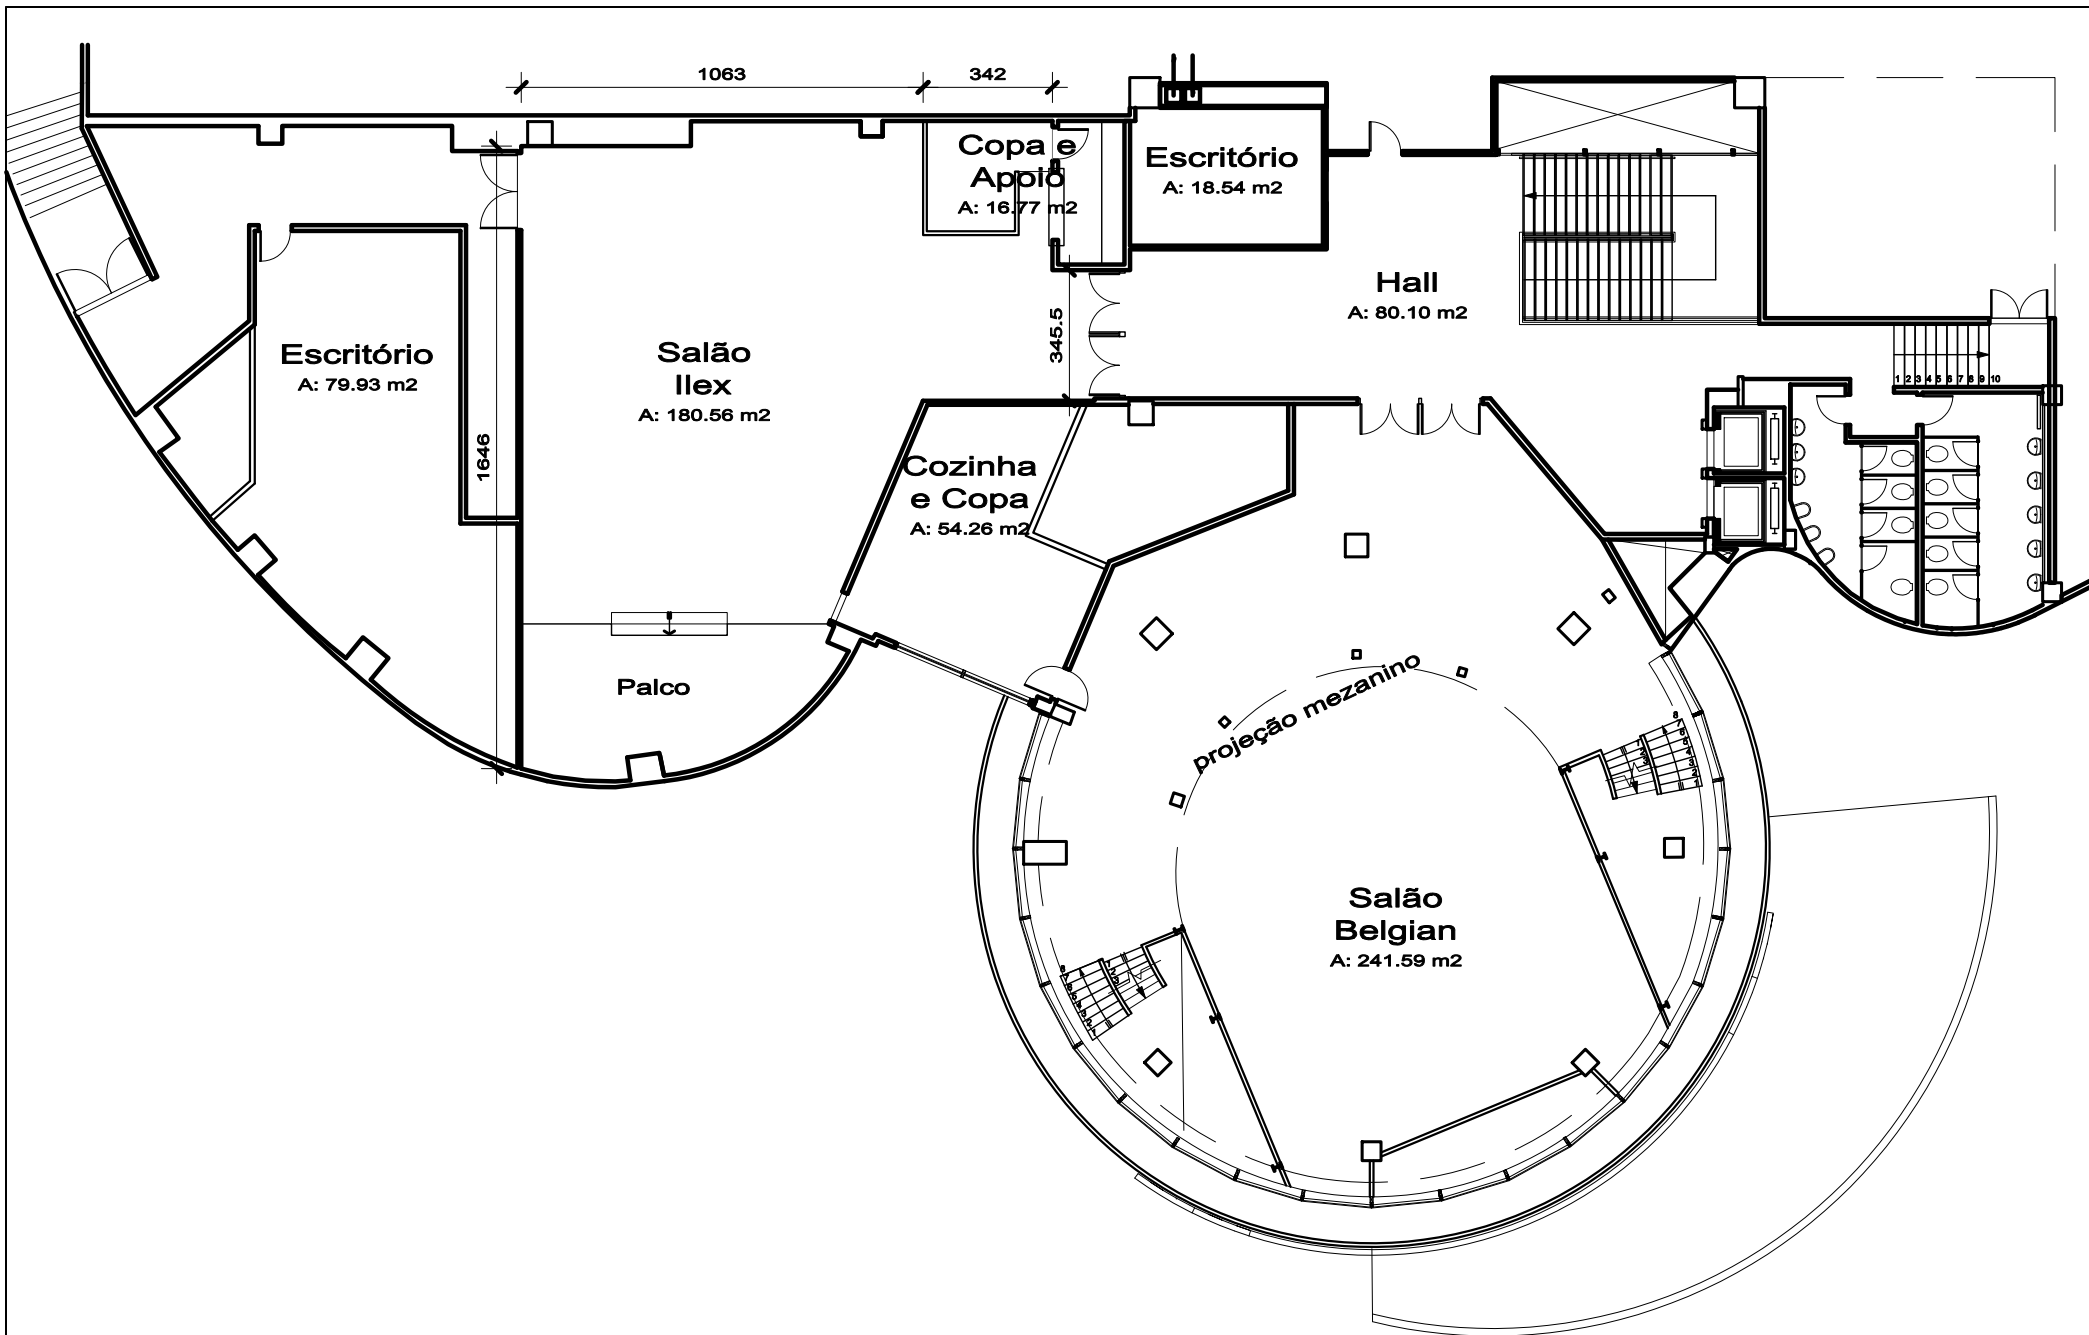 1063
342
Copa e
Apoio
A: 16.77 m2
Escritório
A: 18.54 m2
Hall
A: 80.10 m2
345.5
Escritório
A: 79.93 m2
Salão
Ilex
A: 180.56 m2
1646
1 2 3 4 5 6 7 8 9 10
Cozinha
e Copa
A: 54.26 m2
Palco
projeção mezanino
Salão
Belgian
A: 241.59 m2